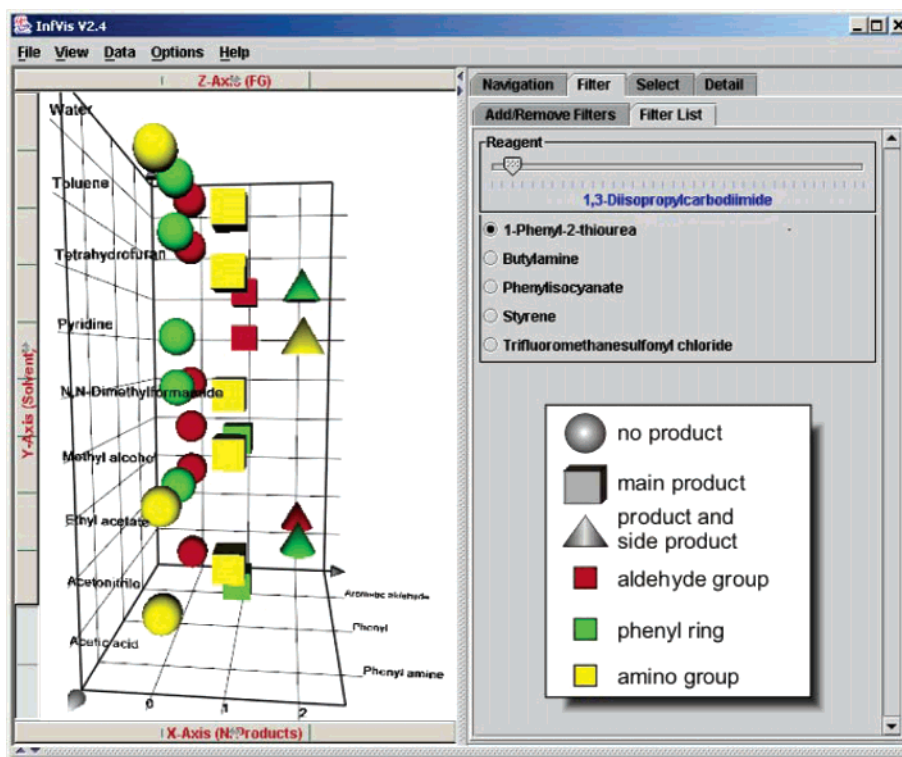 InfVis V2.4
File View Data Options Help
Z-Axis (FG)
Water
Toluene
Tetrahydrofuran
Pyridine
N,N-Dimethylformamide
Methyl alcohol
Ethyl acetate
Acetonitrile
Acetic acid
Y-Axis (Solvent)
Aromatic aldehyde
Phenyl
Phenyl amine
0 1 2
X-Axis (N:Products)
Navigation Filter Select Detail
Add/Remove Filters Filter List
Reagent
1,3-Diisopropylcarbodiimide
1-Phenyl-2-thiourea
Butylamine
Phenylisocyanate
Styrene
Trifluoromethanesulfonyl chloride
no product
main product
product and
side product
aldehyde group
phenyl ring
amino group